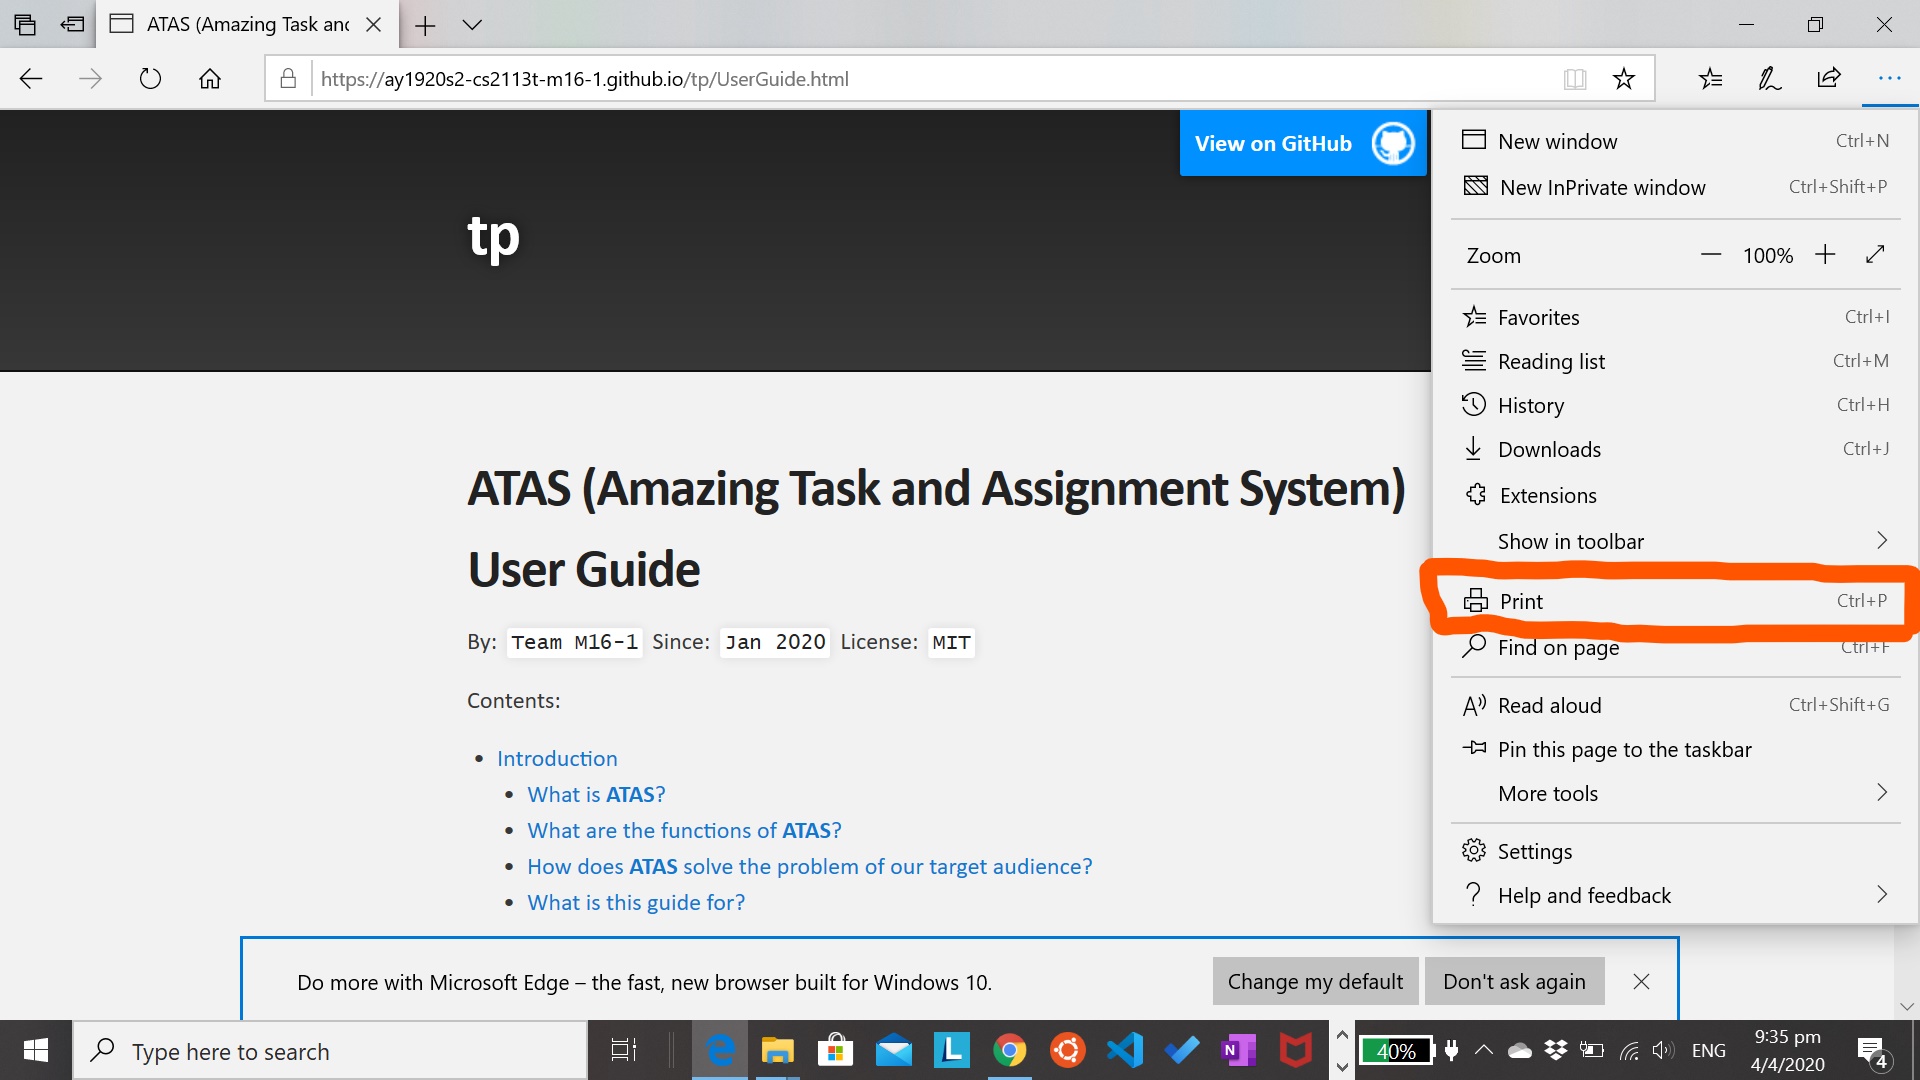 ATAS (Amazing Task and
https://ay1920s2-cs2113t-m16-1.github.io/tp/UserGuide.html
View on GitHub
tp
ATAS (Amazing Task and Assignment System)
User Guide
By: Team M16-1 Since: Jan 2020 License: MIT
Contents:
Introduction
What is ATAS?
What are the functions of ATAS?
How does ATAS solve the problem of our target audience?
What is this guide for?
New window Ctrl+N
New InPrivate window Ctrl+Shift+P
Zoom 100%
Favorites Ctrl+I
Reading list Ctrl+M
History Ctrl+H
Downloads Ctrl+J
Extensions
Show in toolbar
Print Ctrl+P
Find on page Ctrl+F
Read aloud Ctrl+Shift+G
Pin this page to the taskbar
More tools
Settings
Help and feedback
Do more with Microsoft Edge – the fast, new browser built for Windows 10. Change my default Don't ask again
Type here to search
L
N
40%
ENG
9:35 pm
4/4/2020
4